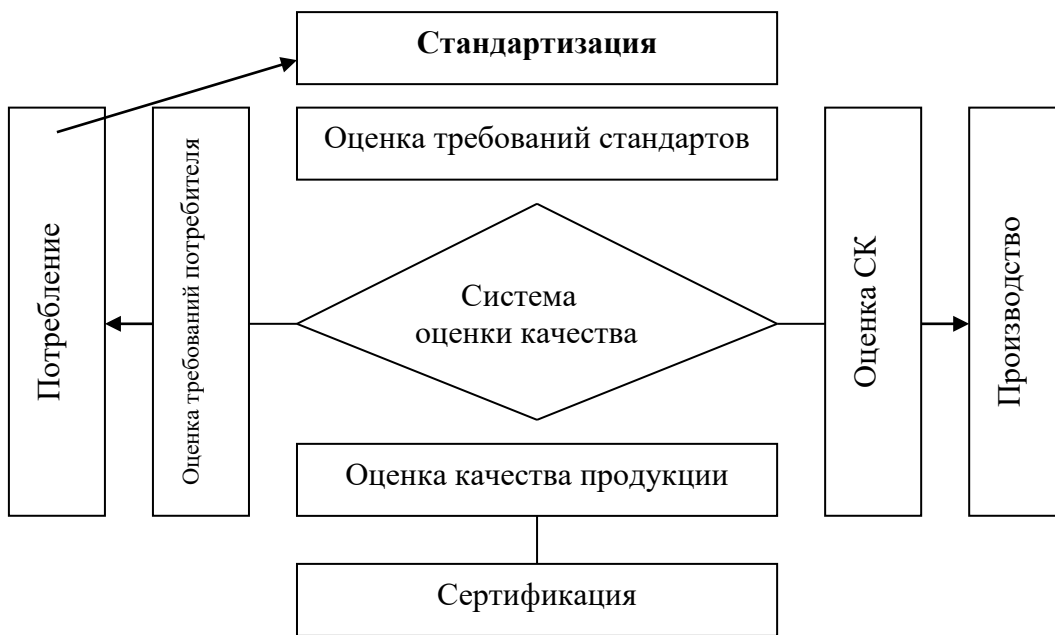 Стандартизация
Оценка требований стандартов
Потребление
Оценка требований потребителя
Система
оценки качества
Оценка СК
Производство
Оценка качества продукции
Сертификация